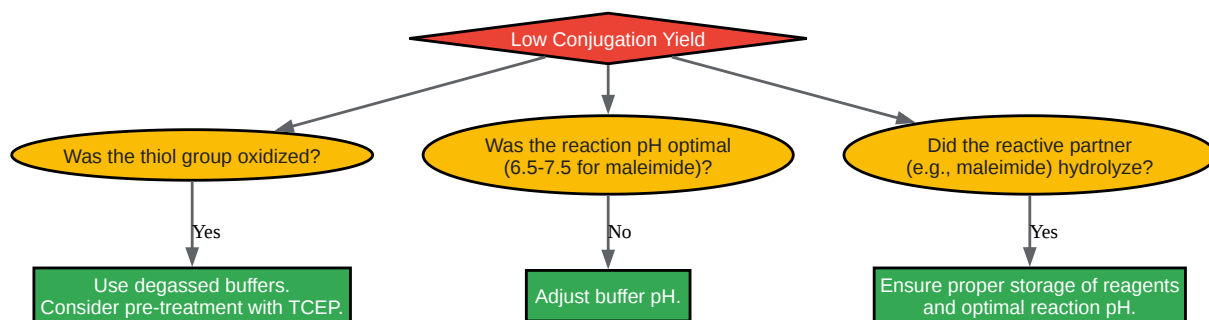 Low Conjugation Yield
Was the thiol group oxidized?
Was the reaction pH optimal
(6.5-7.5 for maleimide)?
Did the reactive partner
(e.g., maleimide) hydrolyze?
Yes
No
Yes
Use degassed buffers.
Consider pre-treatment with TCEP.
Adjust buffer pH.
Ensure proper storage of reagents
and optimal reaction pH.